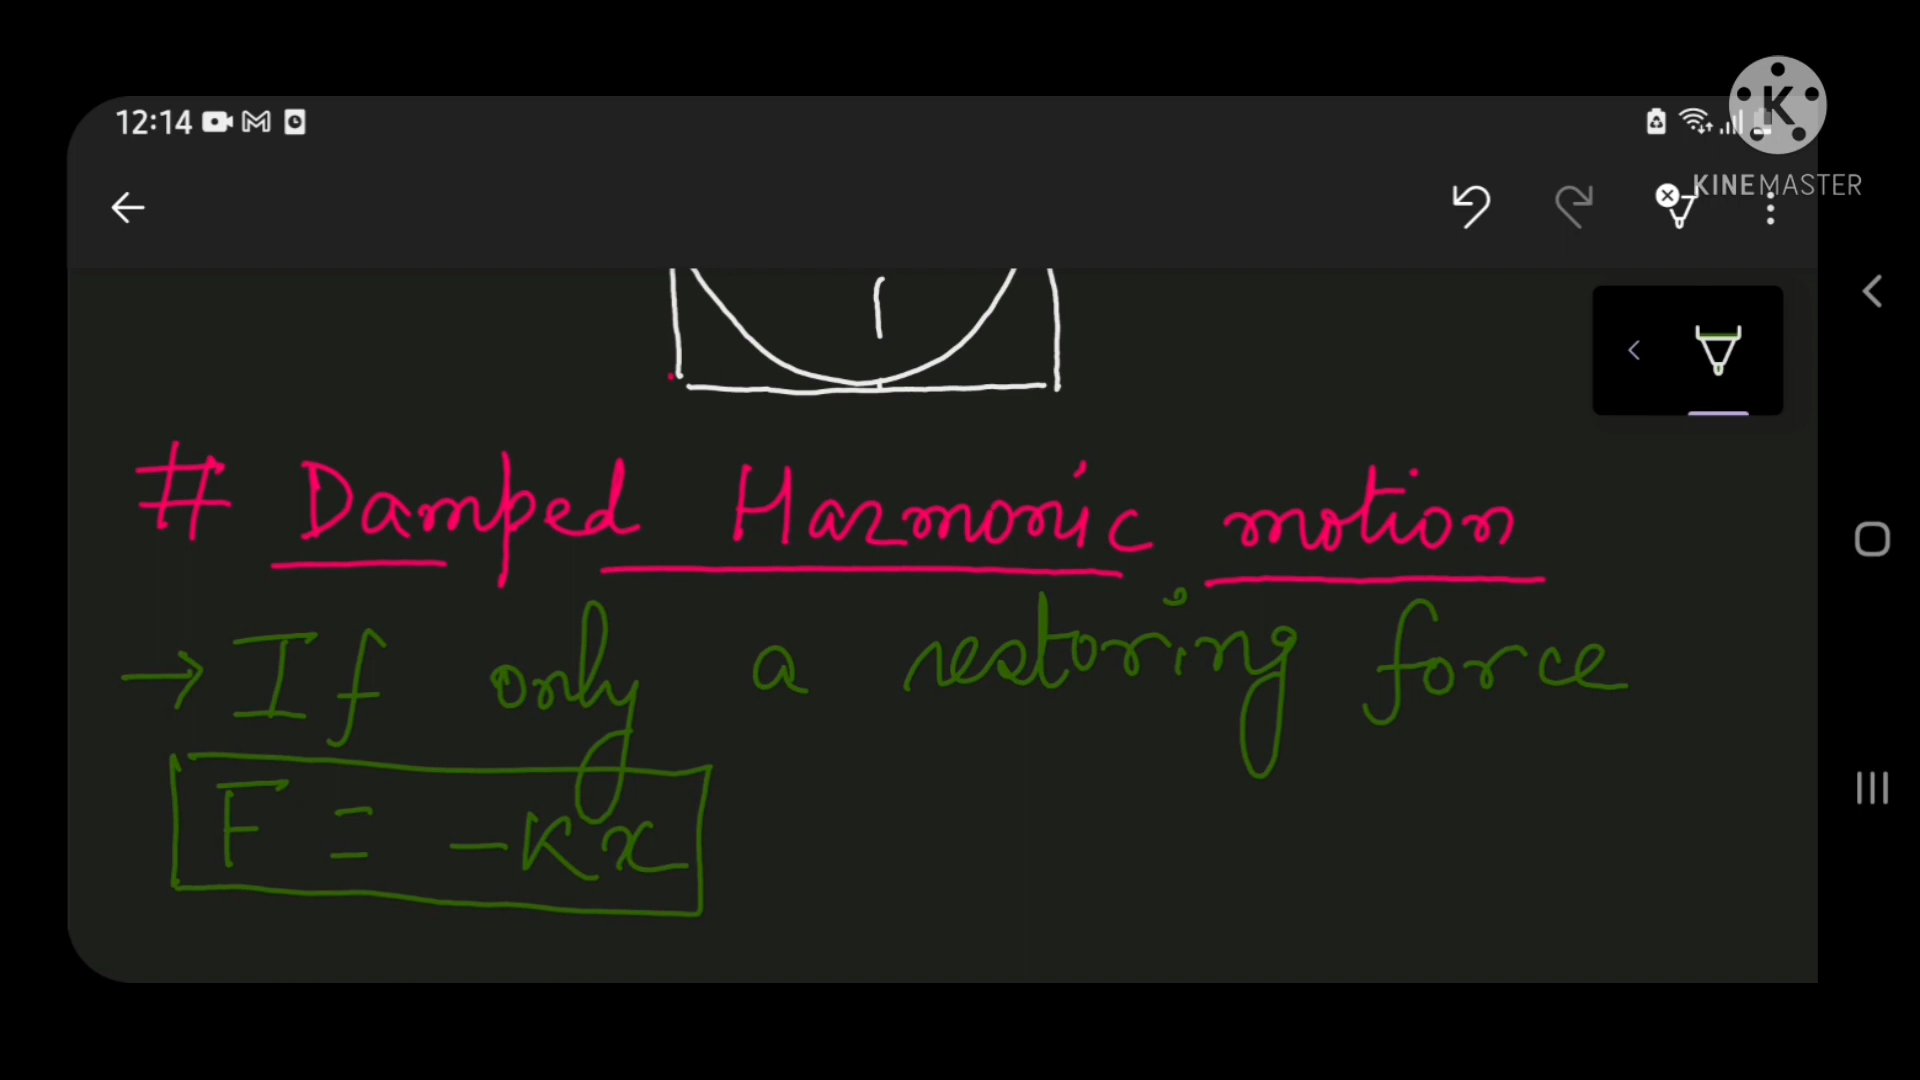 12:14
KINEMASTER
# Damped Harmonic motion
→ If only a restoring force
F = -Kx